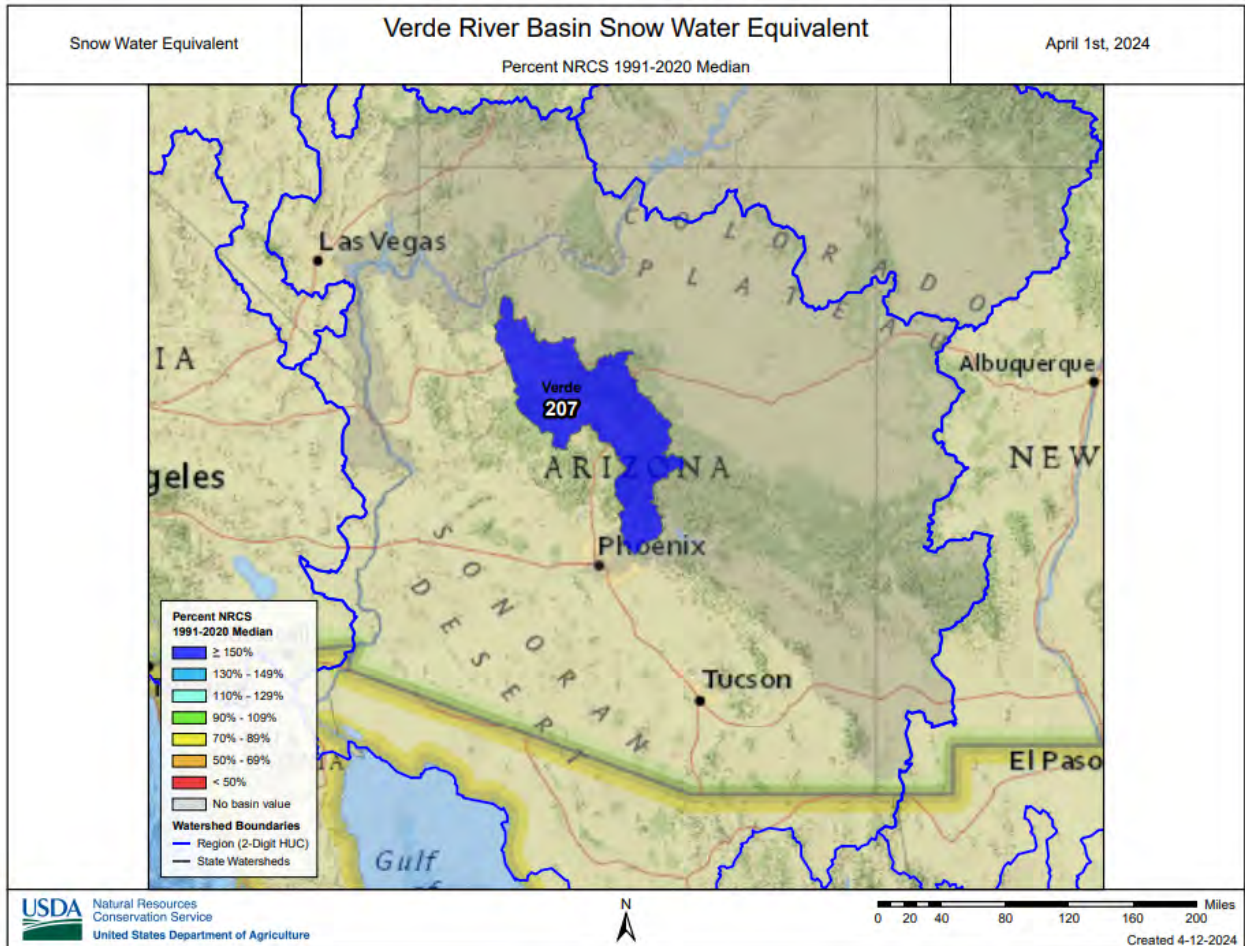 Snow Water Equivalent
Verde River Basin Snow Water Equivalent
Percent NRCS 1991-2020 Median
April 1st, 2024
Las Vegas
COLORADO
PLATEAU
IA
Albuquerque
Verde
207
ARIZONA
NEW
geles
Phoenix
SONORAN
DESERT
Tucson
El Paso
Gulf
Percent NRCS
1991-2020 Median
≥ 150%
130% - 149%
110% - 129%
90% - 109%
70% - 89%
50% - 69%
< 50%
No basin value
Watershed Boundaries
Region (2-Digit HUC)
State Watersheds
USDA
Natural Resources
Conservation Service
United States Department of Agriculture
N
0 20 40 80 120 160 200 Miles
Created 4-12-2024